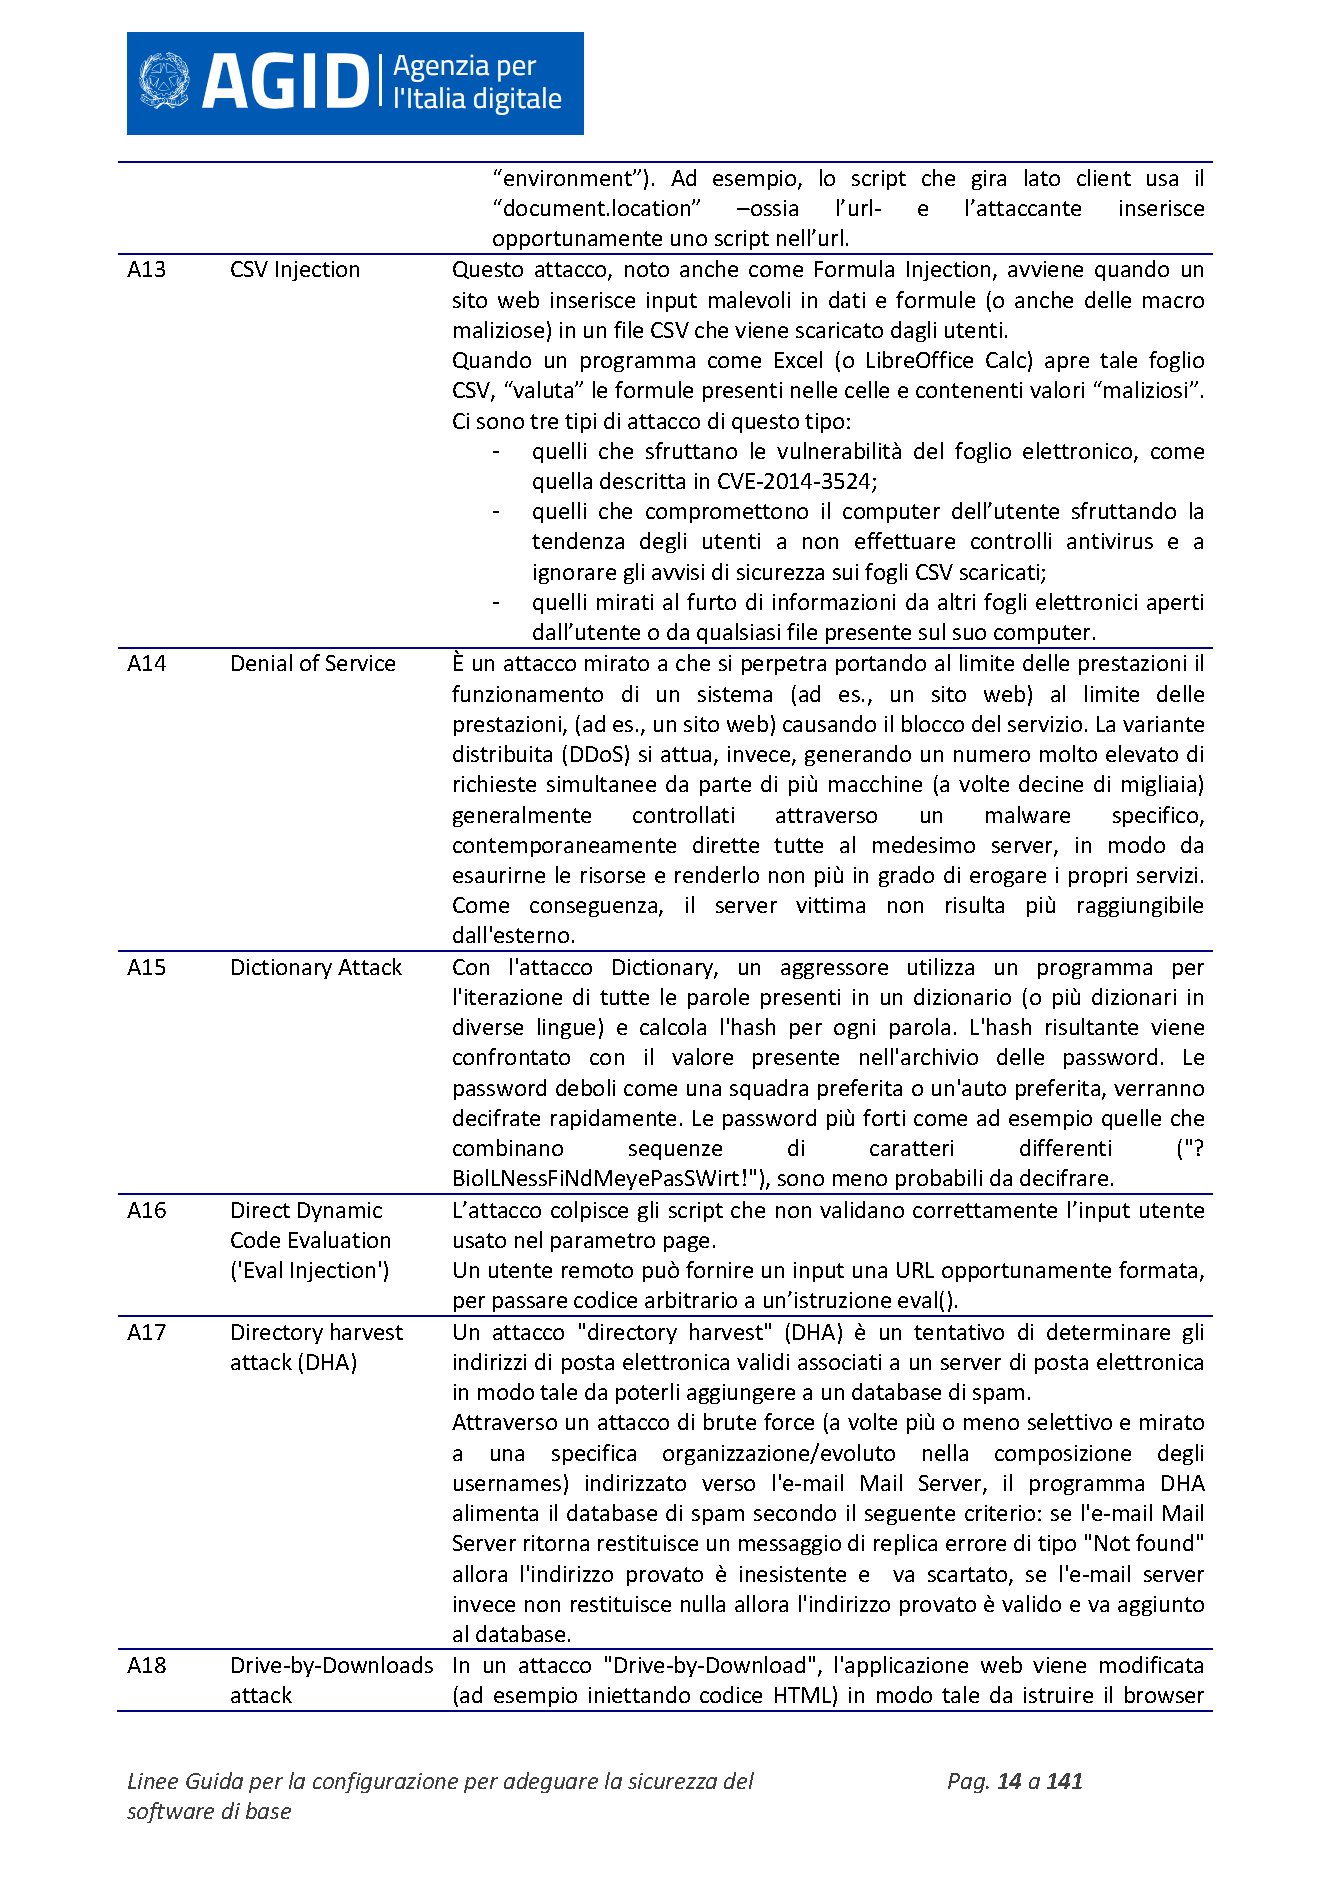 AGID Agenzia per
l'Italia digitale
“environment”). Ad esempio, lo script che gira lato client usa il
“document.location” –ossia l’url- e l’attaccante inserisce
opportunamente uno script nell’url.
A13 CSV Injection Questo attacco, noto anche come Formula Injection, avviene quando un
sito web inserisce input malevoli in dati e formule (o anche delle macro
maliziose) in un file CSV che viene scaricato dagli utenti.
Quando un programma come Excel (o LibreOffice Calc) apre tale foglio
CSV, “valuta” le formule presenti nelle celle e contenenti valori “maliziosi”.
Ci sono tre tipi di attacco di questo tipo:
- quelli che sfruttano le vulnerabilità del foglio elettronico, come
quella descritta in CVE-2014-3524;
- quelli che compromettono il computer dell’utente sfruttando la
tendenza degli utenti a non effettuare controlli antivirus e a
ignorare gli avvisi di sicurezza sui fogli CSV scaricati;
- quelli mirati al furto di informazioni da altri fogli elettronici aperti
dall’utente o da qualsiasi file presente sul suo computer.
A14 Denial of Service È un attacco mirato a che si perpetra portando al limite delle prestazioni il
funzionamento di un sistema (ad es., un sito web) al limite delle
prestazioni, (ad es., un sito web) causando il blocco del servizio. La variante
distribuita (DDoS) si attua, invece, generando un numero molto elevato di
richieste simultanee da parte di più macchine (a volte decine di migliaia)
generalmente controllati attraverso un malware specifico,
contemporaneamente dirette tutte al medesimo server, in modo da
esaurirne le risorse e renderlo non più in grado di erogare i propri servizi.
Come conseguenza, il server vittima non risulta più raggiungibile
dall'esterno.
A15 Dictionary Attack Con l'attacco Dictionary, un aggressore utilizza un programma per
l'iterazione di tutte le parole presenti in un dizionario (o più dizionari in
diverse lingue) e calcola l'hash per ogni parola. L'hash risultante viene
confrontato con il valore presente nell'archivio delle password. Le
password deboli come una squadra preferita o un'auto preferita, verranno
decifrate rapidamente. Le password più forti come ad esempio quelle che
combinano sequenze di caratteri differenti ("?
BiolLNessFiNdMeyePasSWirt!"), sono meno probabili da decifrare.
A16 Direct Dynamic L’attacco colpisce gli script che non validano correttamente l’input utente
Code Evaluation usato nel parametro page.
('Eval Injection') Un utente remoto può fornire un input una URL opportunamente formata,
per passare codice arbitrario a un’istruzione eval().
A17 Directory harvest Un attacco "directory harvest" (DHA) è un tentativo di determinare gli
attack (DHA) indirizzi di posta elettronica validi associati a un server di posta elettronica
in modo tale da poterli aggiungere a un database di spam.
Attraverso un attacco di brute force (a volte più o meno selettivo e mirato
a una specifica organizzazione/evoluto nella composizione degli
usernames) indirizzato verso l'e-mail Mail Server, il programma DHA
alimenta il database di spam secondo il seguente criterio: se l'e-mail Mail
Server ritorna restituisce un messaggio di replica errore di tipo "Not found"
allora l'indirizzo provato è inesistente e va scartato, se l'e-mail server
invece non restituisce nulla allora l'indirizzo provato è valido e va aggiunto
al database.
A18 Drive-by-Downloads In un attacco "Drive-by-Download", l'applicazione web viene modificata
attack (ad esempio iniettando codice HTML) in modo tale da istruire il browser
Linee Guida per la configurazione per adeguare la sicurezza del Pag. 14 a 141
software di base